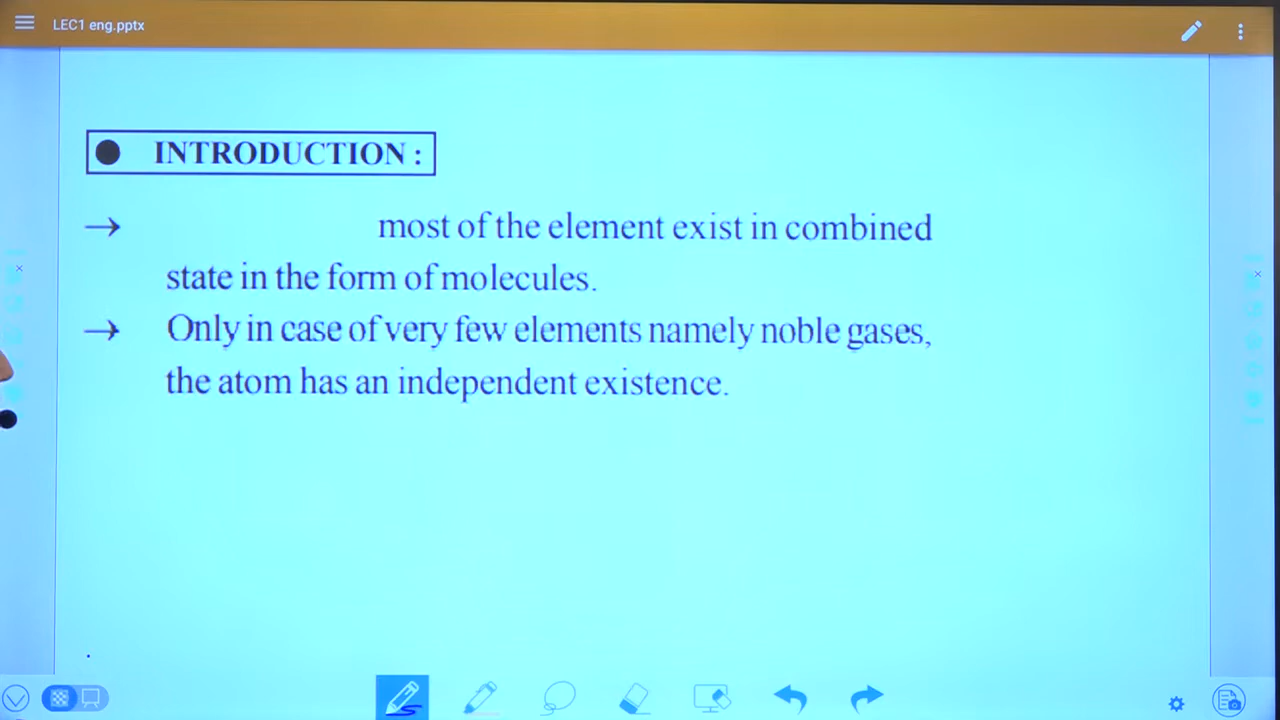 LEC1 eng.pptx
● INTRODUCTION :
→ most of the element exist in combined
state in the form of molecules.
→ Only in case of very few elements namely noble gases,
the atom has an independent existence.